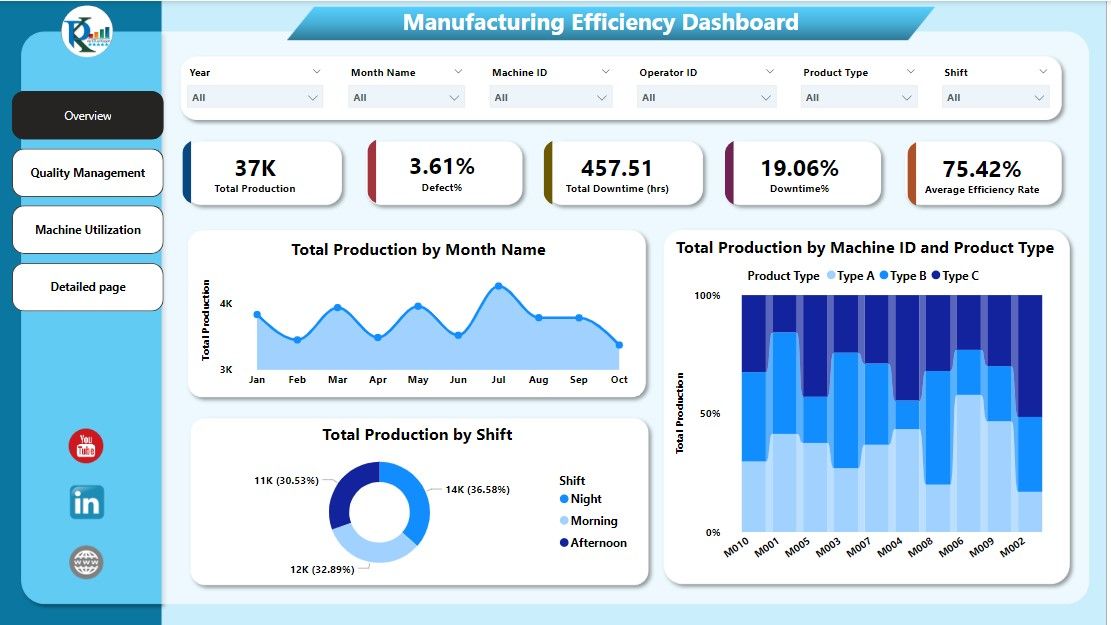 Manufacturing Efficiency Dashboard
Year
Month Name
Machine ID
Operator ID
Product Type
Shift
All
All
All
All
All
All
Overview
Quality Management
Machine Utilization
Detailed page
37K
Total Production
3.61%
Defect%
457.51
Total Downtime (hrs)
19.06%
Downtime%
75.42%
Average Efficiency Rate
Total Production by Month Name
Total Production
4K
3K
Jan Feb Mar Apr May Jun Jul Aug Sep Oct
Total Production by Shift
11K (30.53%)
14K (36.58%)
12K (32.89%)
Shift
Night
Morning
Afternoon
Total Production by Machine ID and Product Type
Product Type Type A Type B Type C
Total Production
100%
50%
0%
M010 M001 M005 M003 M007 M004 M008 M006 M009 M002
You
Tube
in
www